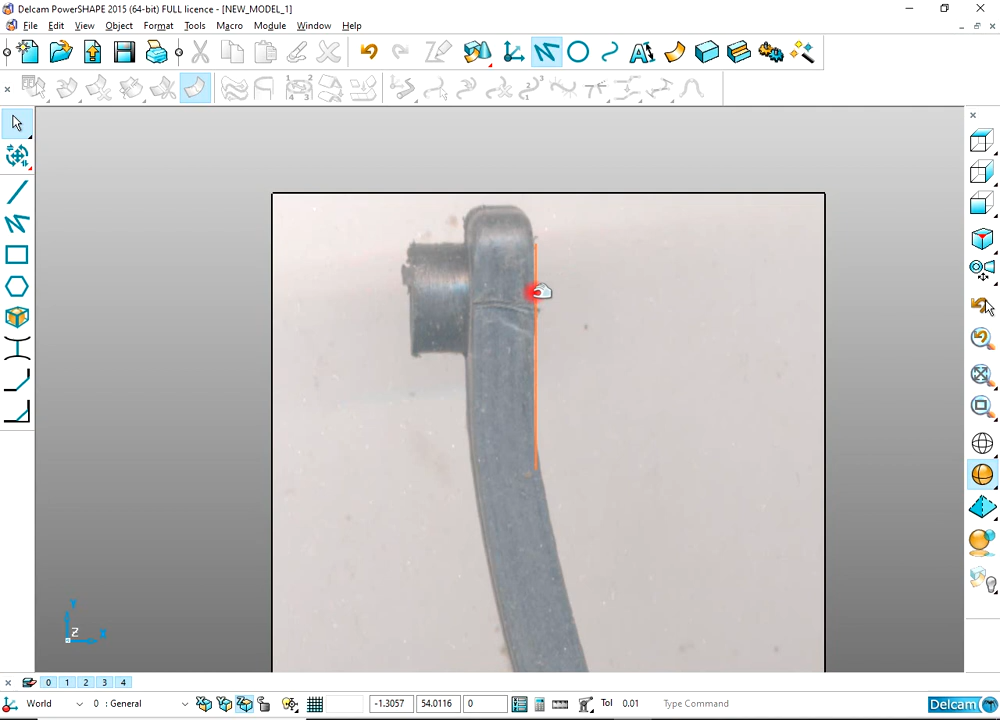 Delcam PowerSHAPE 2015 (64-bit) FULL licence - [NEW_MODEL_1]
File Edit View Object Format Tools Macro Module Window Help
Y
Z X
0 1 2 3 4
World 0 : General -1.3057 54.0116 0 Tol 0.01 Type Command Delcam